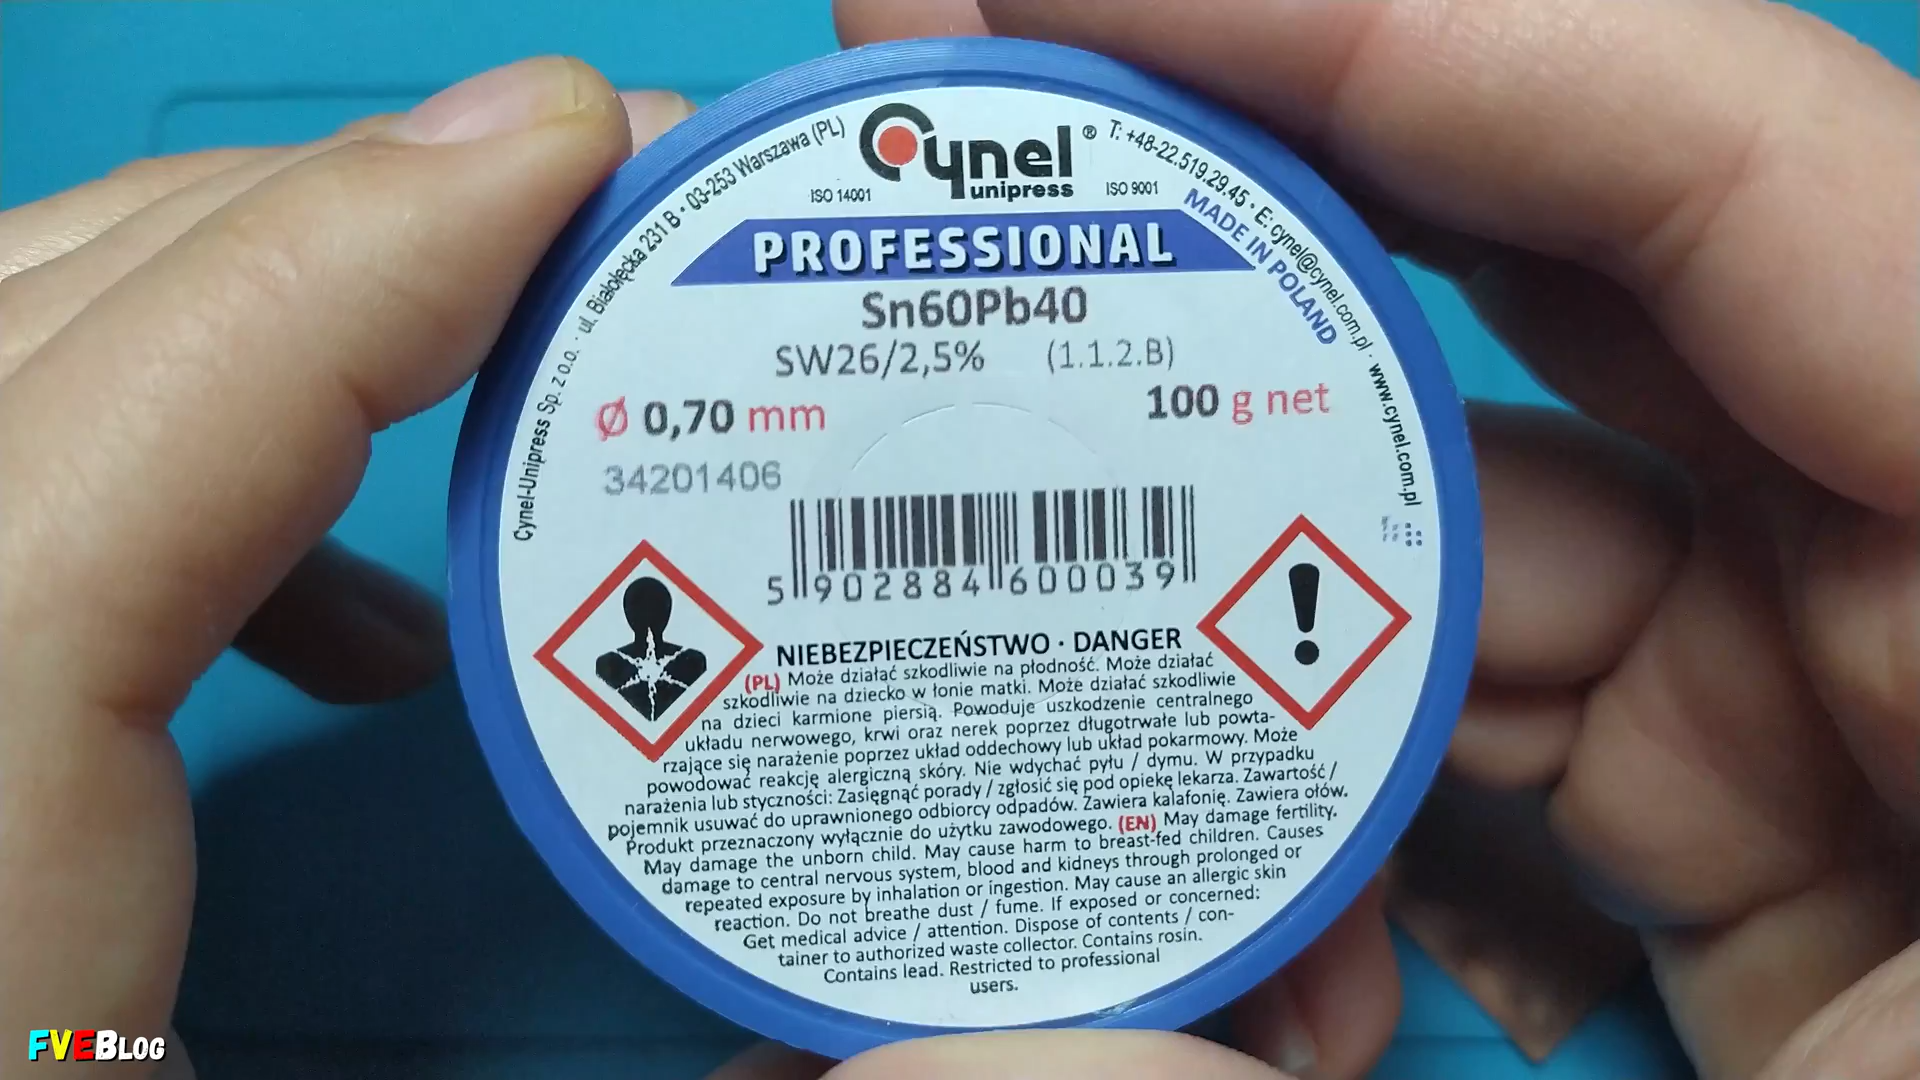 Cynel-Unipress Sp. z o.o. · ul. Białołęcka 231 B · 03-253 Warszawa (PL)
Cynel ®
unipress
ISO 14001
ISO 9001
T: +48-22.519.29.45 · E: cynel@cynel.com.pl · www.cynel.com.pl
MADE IN POLAND
PROFESSIONAL
Sn60Pb40
SW26/2,5% (1.1.2.B)
Ø 0,70 mm
100 g net
34201406
5 902884 600039
NIEBEZPIECZEŃSTWO · DANGER
(PL) Może działać szkodliwie na płodność. Może działać
szkodliwie na dziecko w łonie matki. Może działać szkodliwie
na dzieci karmione piersią. Powoduje uszkodzenie centralnego
układu nerwowego, krwi oraz nerek poprzez długotrwałe lub powta-
rzające się narażenie poprzez układ oddechowy lub układ pokarmowy. Może
powodować reakcję alergiczną skóry. Nie wdychać pyłu / dymu. W przypadku
narażenia lub styczności: Zasięgnąć porady / zgłosić się pod opiekę lekarza. Zawartość /
pojemnik usuwać do uprawnionego odbiorcy odpadów. Zawiera kalafonię. Zawiera ołów.
Produkt przeznaczony wyłącznie do użytku zawodowego. (EN) May damage fertility.
May damage the unborn child. May cause harm to breast-fed children. Causes
damage to central nervous system, blood and kidneys through prolonged or
repeated exposure by inhalation or ingestion. May cause an allergic skin
reaction. Do not breathe dust / fume. If exposed or concerned:
Get medical advice / attention. Dispose of contents / con-
tainer to authorized waste collector. Contains rosin.
Contains lead. Restricted to professional
users.
FVEBLOG